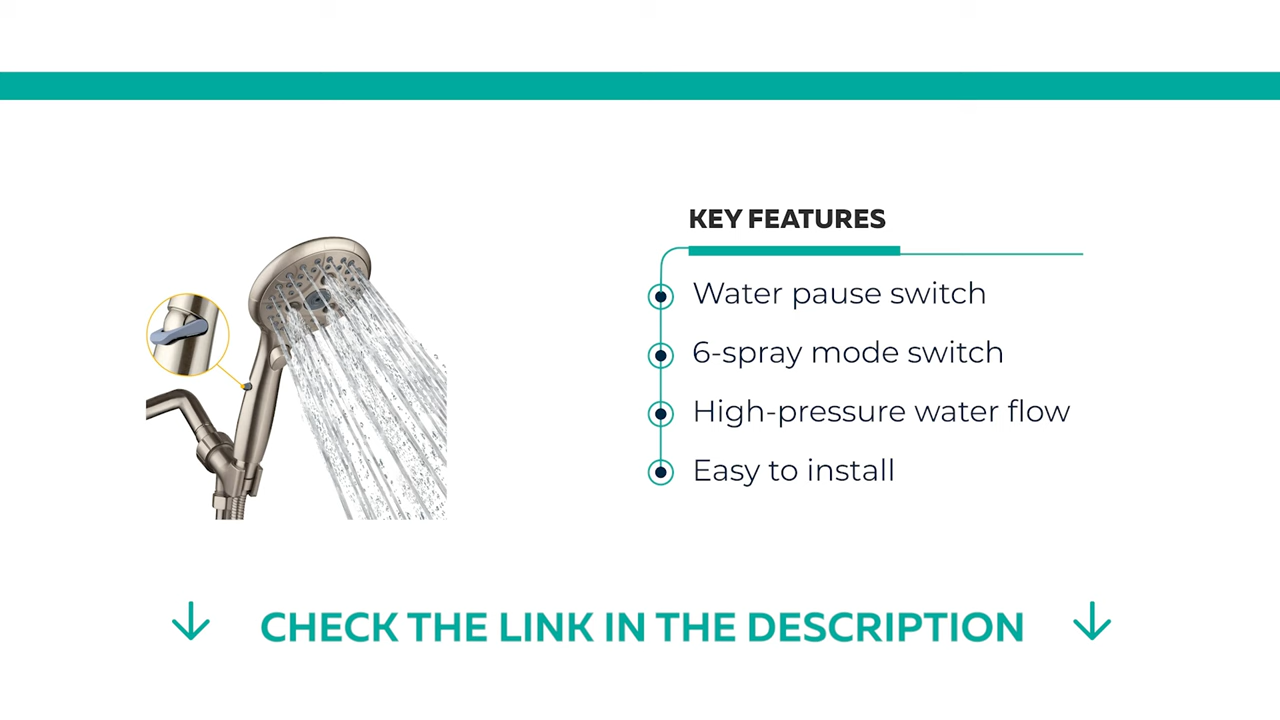 KEY FEATURES
Water pause switch
6-spray mode switch
High-pressure water flow
Easy to install
CHECK THE LINK IN THE DESCRIPTION